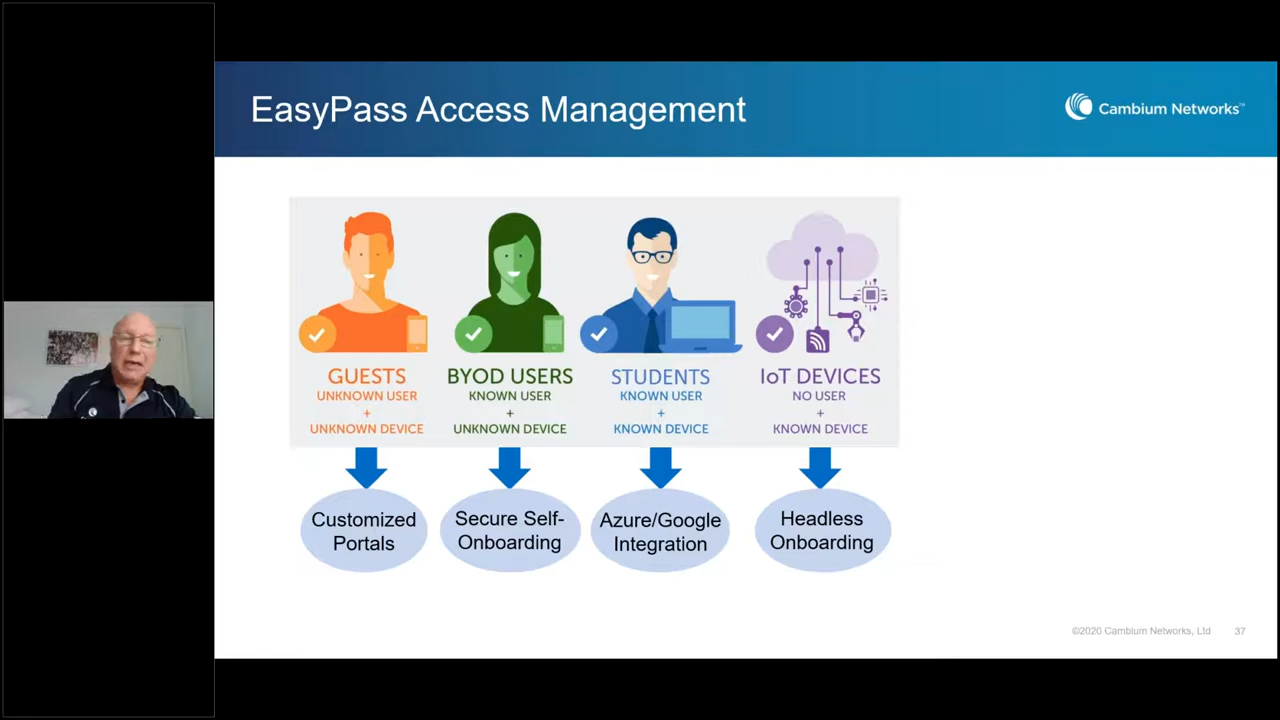 EasyPass Access Management
Cambium Networks™
GUESTS
UNKNOWN USER
+
UNKNOWN DEVICE
BYOD USERS
KNOWN USER
+
UNKNOWN DEVICE
STUDENTS
KNOWN USER
+
KNOWN DEVICE
IoT DEVICES
NO USER
+
KNOWN DEVICE
Customized
Portals
Secure Self-
Onboarding
Azure/Google
Integration
Headless
Onboarding
©2020 Cambium Networks, Ltd
37